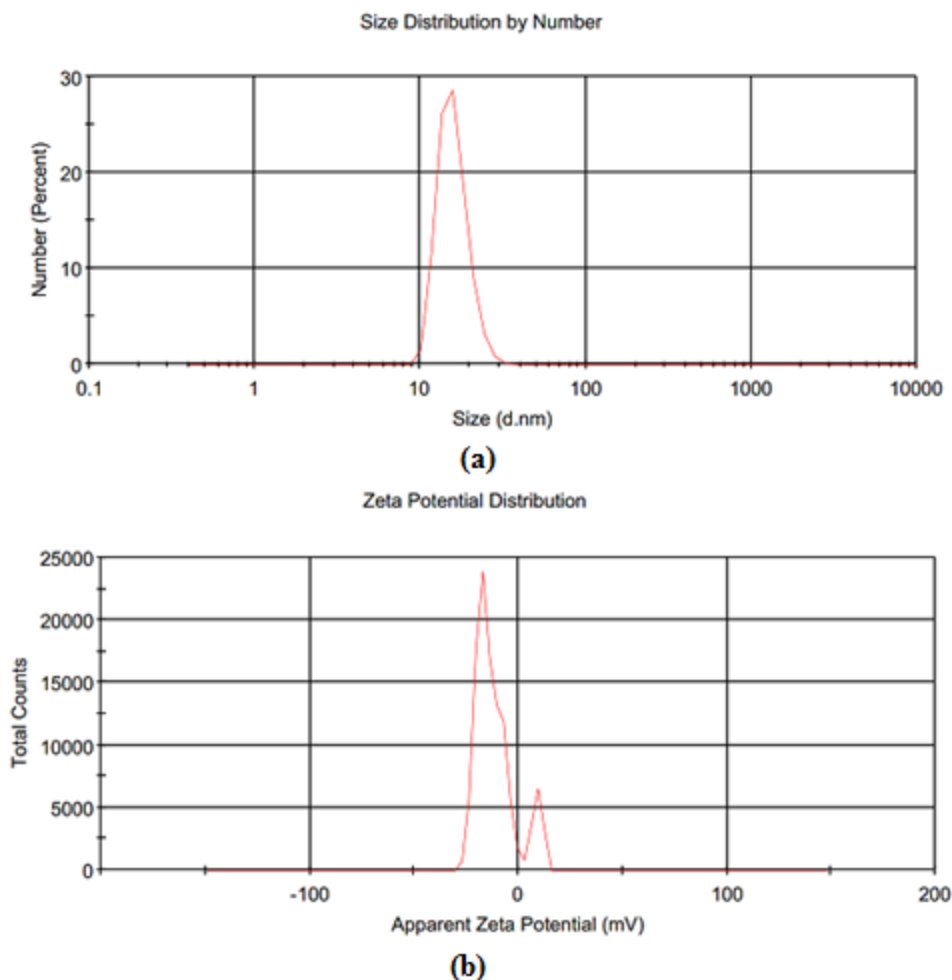 Size Distribution by Number
30
20
10
0
Number (Percent)
0.1 1 10 100 1000 10000
Size (d.nm)
(a)
Zeta Potential Distribution
25000
20000
15000
10000
5000
0
Total Counts
-100 0 100 200
Apparent Zeta Potential (mV)
(b)